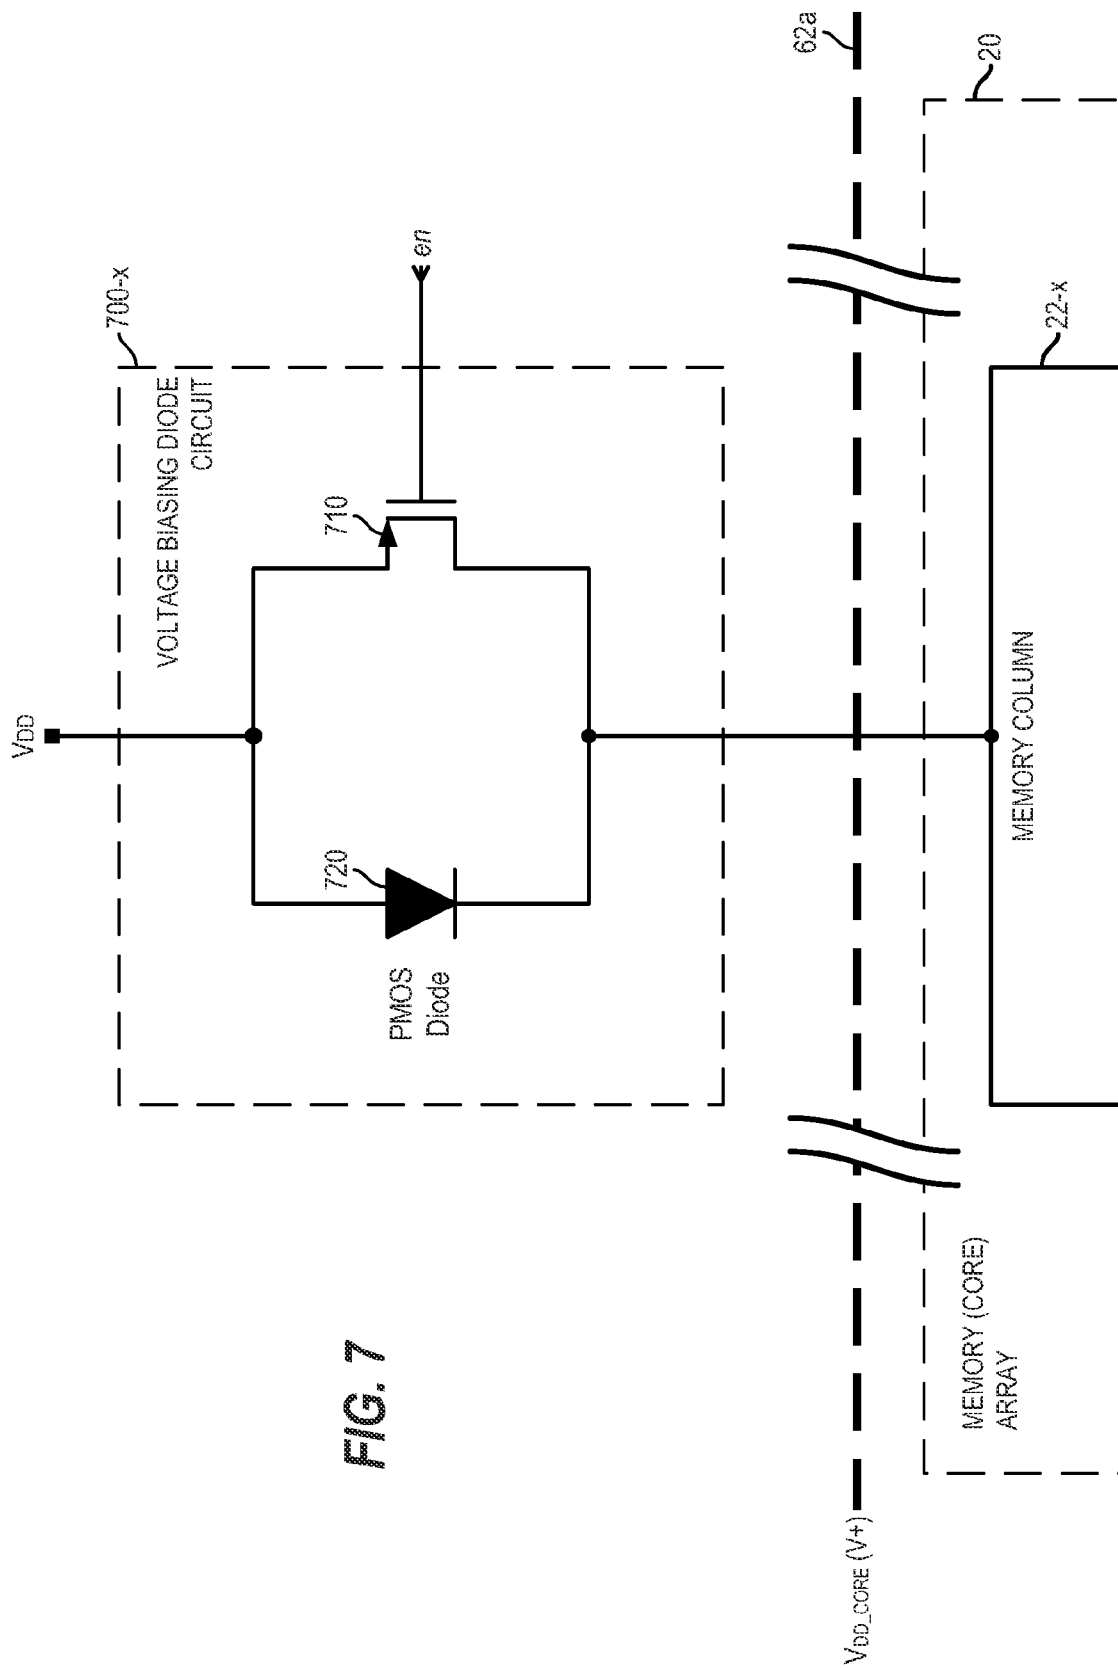 VDD
VOLTAGE BIASING DIODE
CIRCUIT
700-x
720
710
PMOS
Diode
en
62a
VDD_CORE (V+)
20
MEMORY (CORE)
ARRAY
MEMORY COLUMN
22-x
FIG. 7